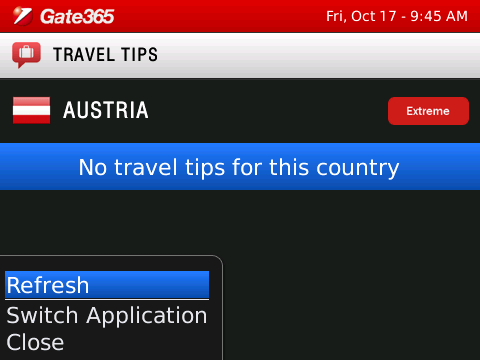 Gate365
Fri, Oct 17 - 9:45 AM
TRAVEL TIPS
AUSTRIA
Extreme
No travel tips for this country
Refresh
Switch Application
Close